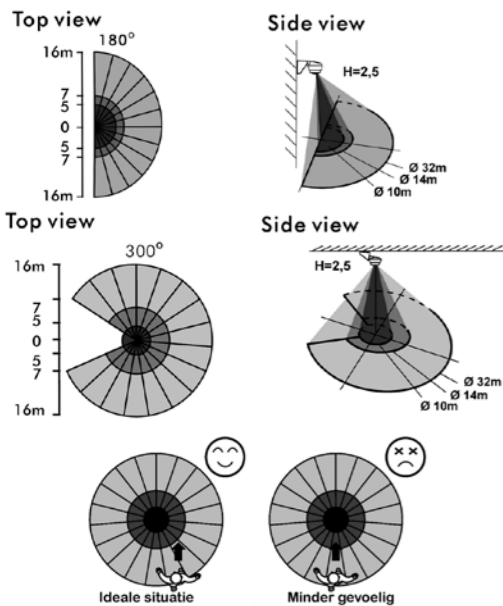 Top view
180°
16m
7
5
0
5
7
16m
Side view
H=2,5
Ø 32m
Ø 14m
Ø 10m
Top view
300°
16m
7
5
0
5
7
16m
Side view
H=2,5
Ø 32m
Ø 14m
Ø 10m
Ideale situatie
Minder gevoelig